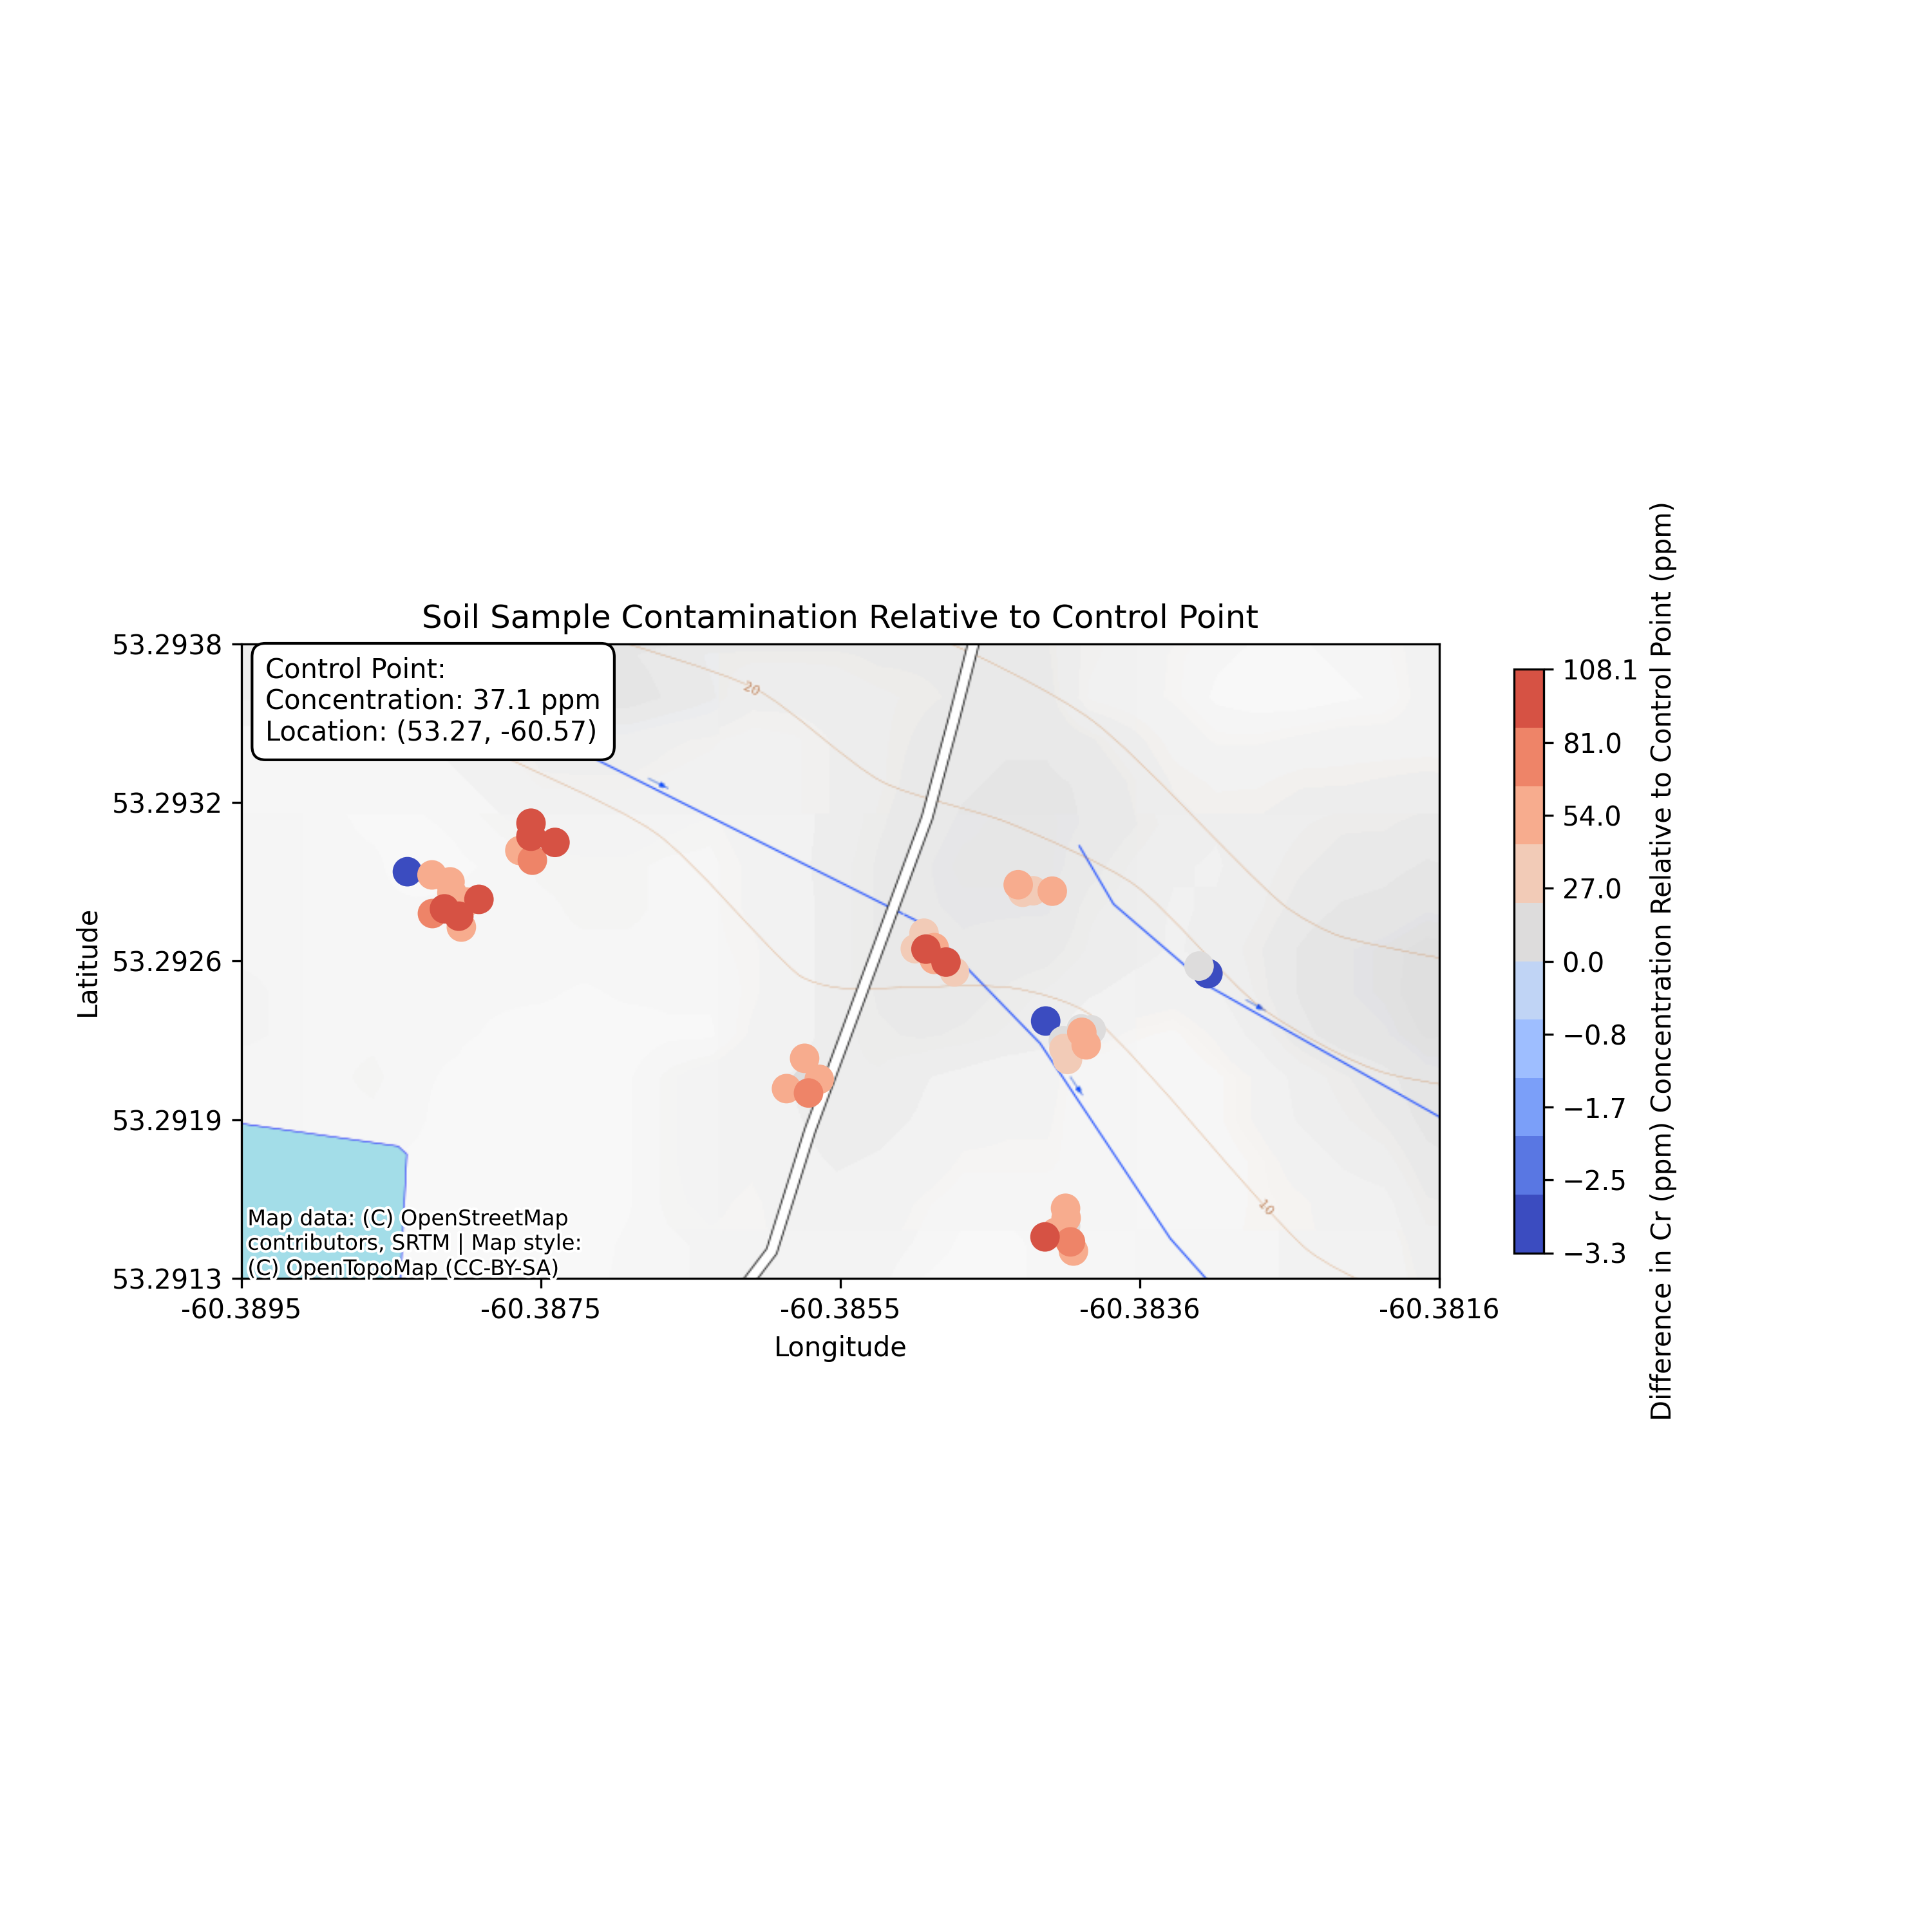 Soil Sample Contamination Relative to Control Point
53.2938
53.2932
53.2926
53.2919
53.2913
Latitude
Control Point:
Concentration: 37.1 ppm
Location: (53.27, -60.57)
20
10
Map data: (C) OpenStreetMap
contributors, SRTM | Map style:
(C) OpenTopoMap (CC-BY-SA)
-60.3895
-60.3875
-60.3855
-60.3836
-60.3816
Longitude
108.1
81.0
54.0
27.0
0.0
−0.8
−1.7
−2.5
−3.3
Difference in Cr (ppm) Concentration Relative to Control Point (ppm)